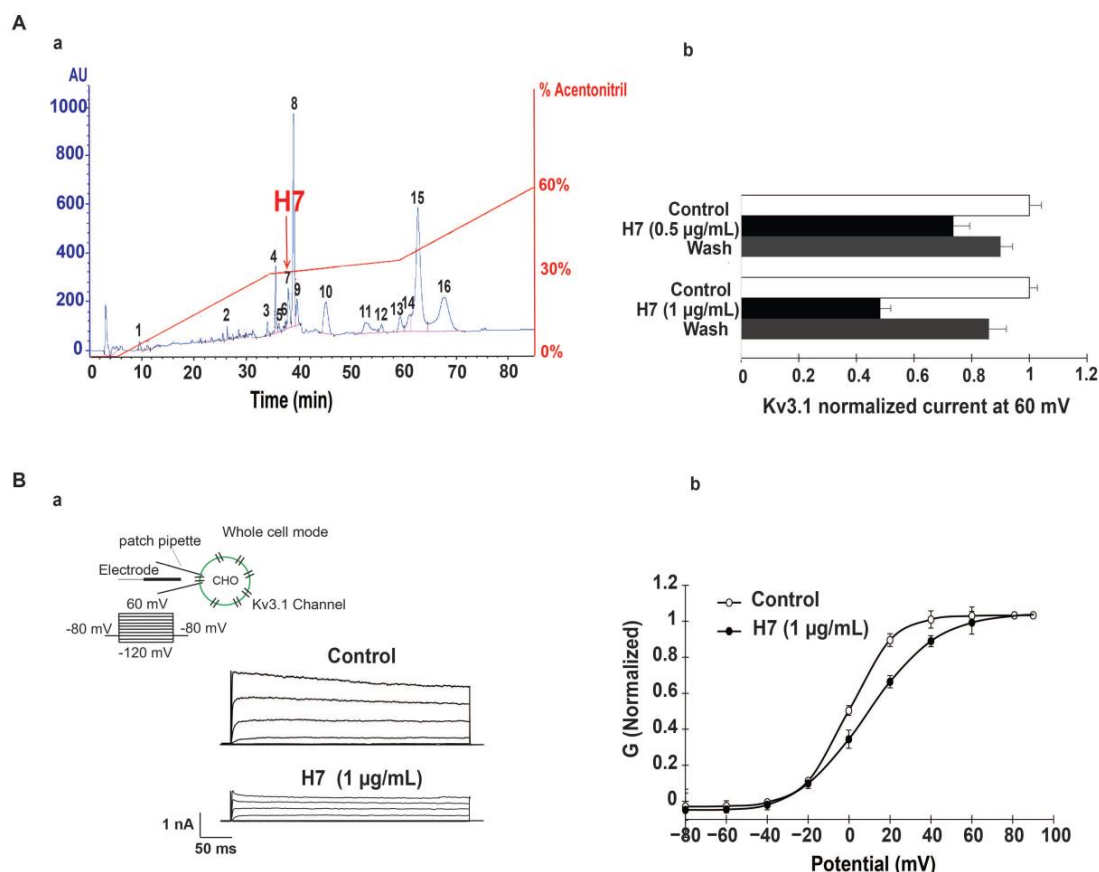 A
a
AU
1000
800
600
400
200
0
% Acentonitril
60%
30%
0%
H7
1
2
3
4
5
6
7
8
9
10
11
12
13
14
15
16
0 10 20 30 40 50 60 70 80
Time (min)
b
Control
H7 (0.5 µg/mL)
Wash
Control
H7 (1 µg/mL)
Wash
0 0.2 0.4 0.6 0.8 1 1.2
Kv3.1 normalized current at 60 mV
B
a
Whole cell mode
patch pipette
Electrode
CHO
Kv3.1 Channel
60 mV
-80 mV
-80 mV
-120 mV
Control
H7 (1 µg/mL)
1 nA
50 ms
b
Control
H7 (1 µg/mL)
1.2
1
0.8
0.6
0.4
0.2
0
G (Normalized)
−80 −60 −40 −20 0 20 40 60 80 100
Potential (mV)